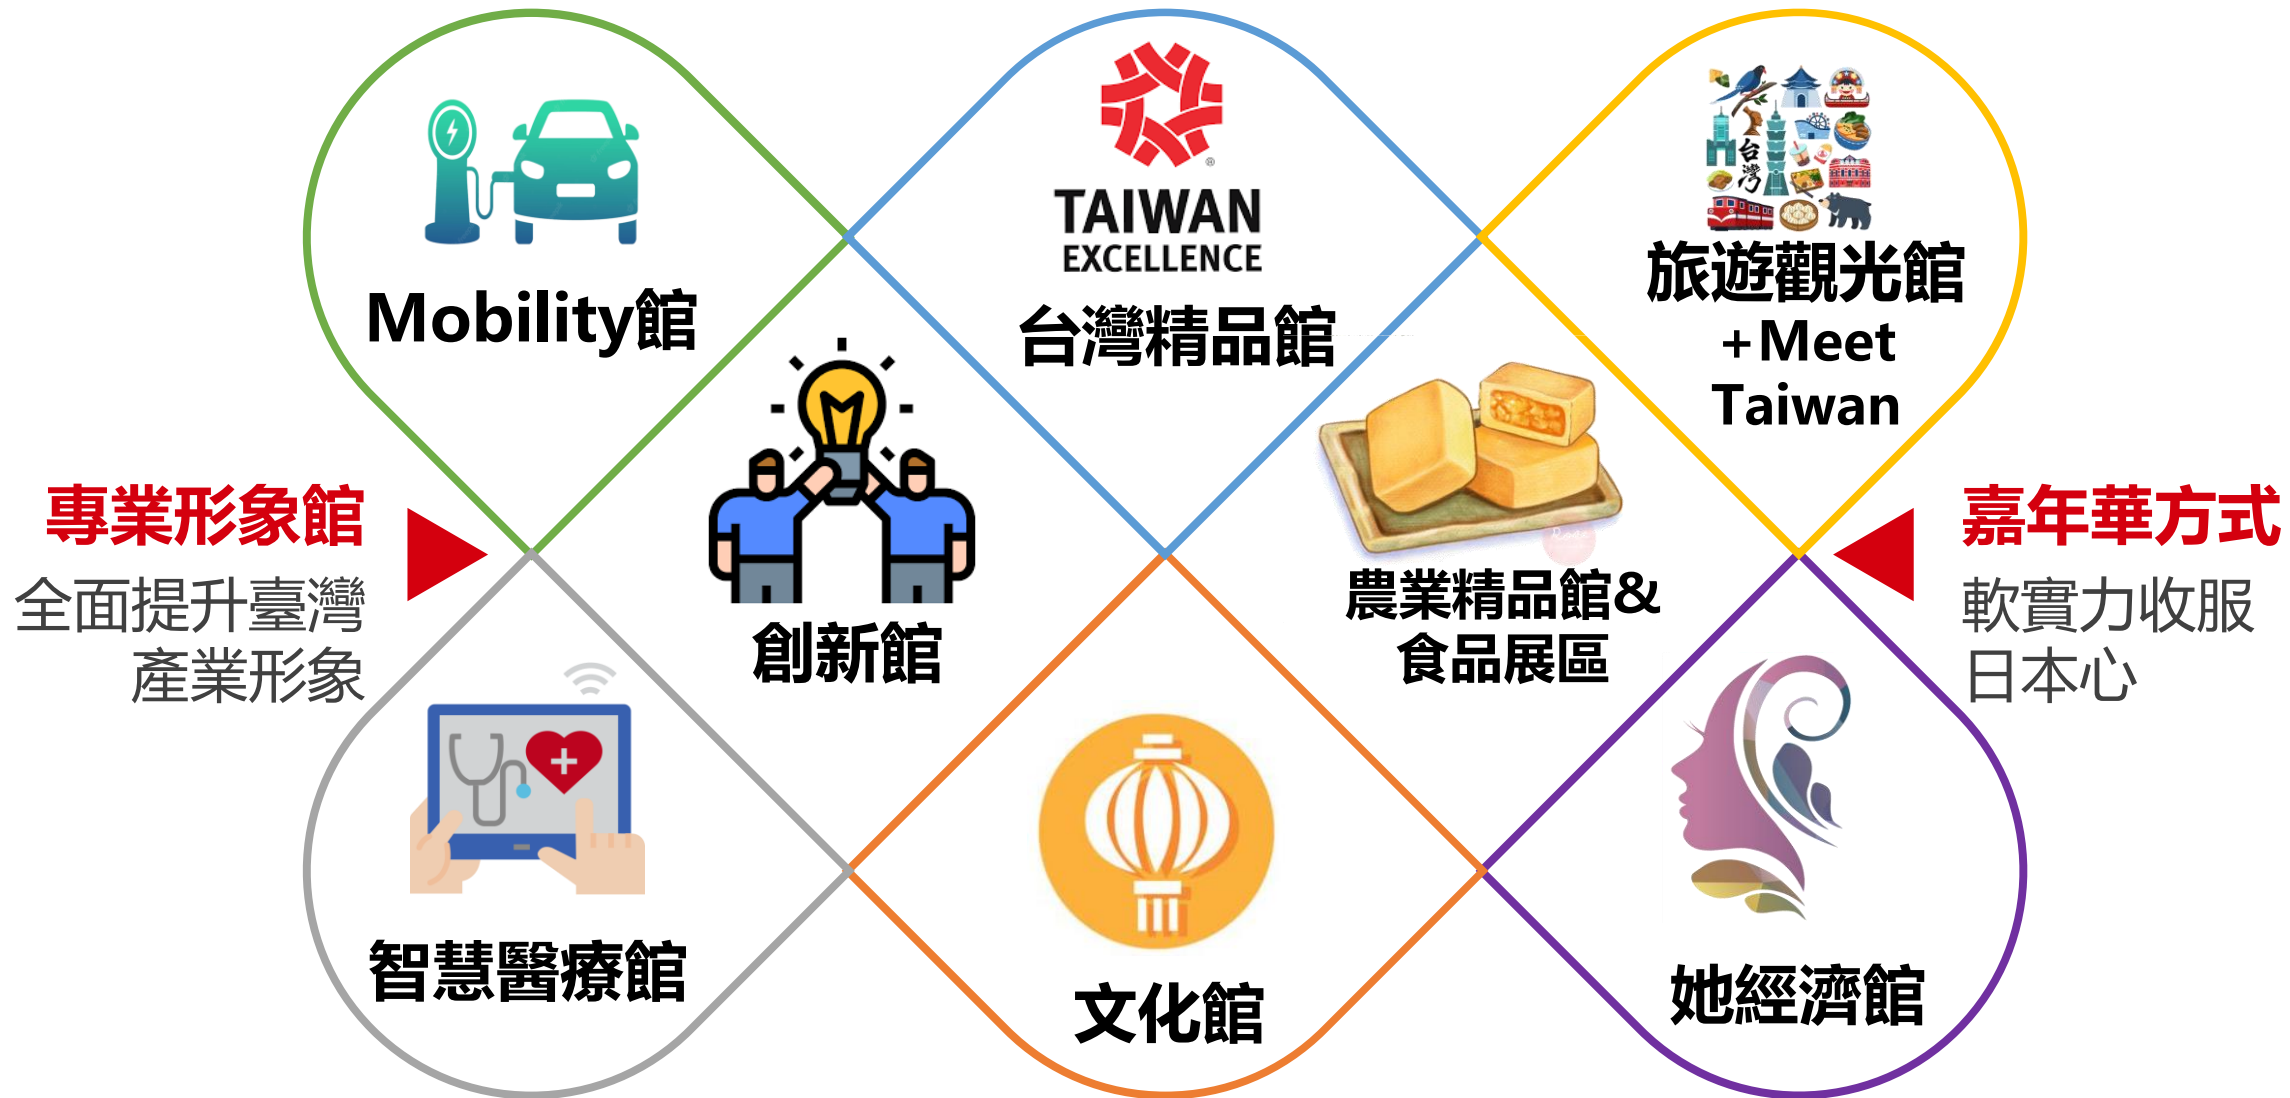 Mobility館
TAIWAN
EXCELLENCE
台灣精品館
台灣
旅遊觀光館
+Meet
Taiwan
專業形象館
全面提升臺灣
產業形象
創新館
農業精品館&
食品展區
嘉年華方式
軟實力收服
日本心
智慧醫療館
文化館
她經濟館